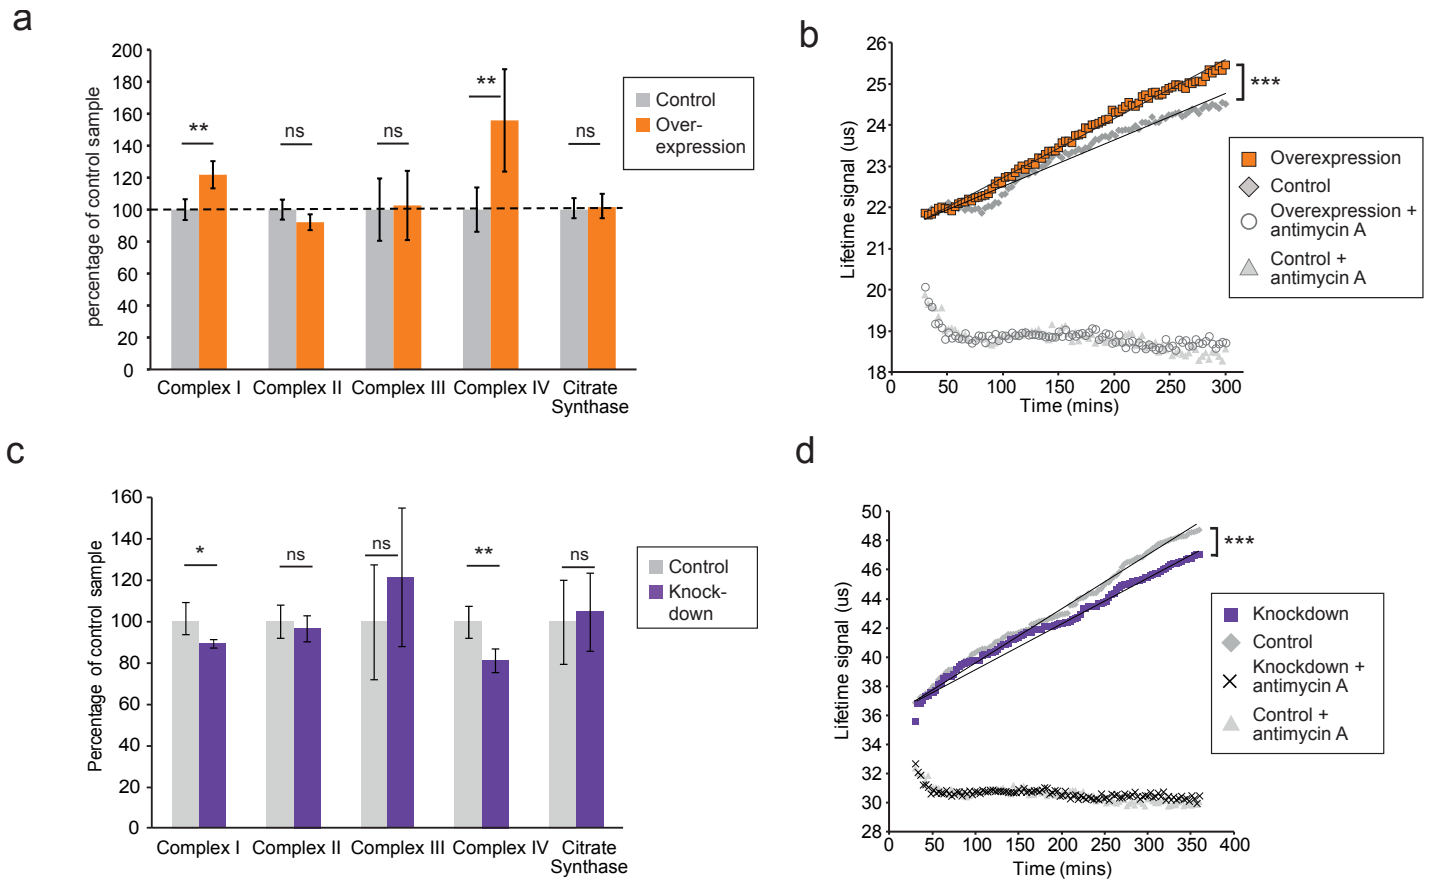 a
200
180
160
140
120
100
80
60
40
20
0
percentage of control sample
**
ns
ns
**
ns
Control
Over-
expression
Complex I
Complex II
Complex III
Complex IV
Citrate
Synthase
b
26
25
24
23
22
21
20
19
18
Lifetime signal (us)
0
50
100
150
200
250
300
Time (mins)
***
Overexpression
Control
Overexpression +
antimycin A
Control +
antimycin A
c
160
140
120
100
80
60
40
20
0
Percentage of control sample
*
ns
ns
**
ns
Control
Knock-
down
Complex I
Complex II
Complex III
Complex IV
Citrate
Synthase
d
50
48
46
44
42
40
38
36
34
32
30
28
Lifetime signal (us)
0
50
100
150
200
250
300
350
400
Time (mins)
***
Knockdown
Control
Knockdown +
antimycin A
Control +
antimycin A